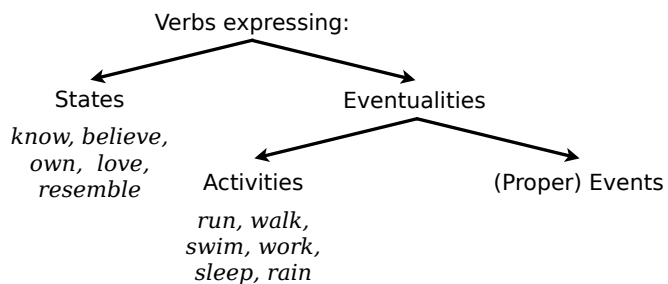 Verbs expressing:
States
Eventualities
know, believe,
own, love,
resemble
Activities
(Proper) Events
run, walk,
swim, work,
sleep, rain